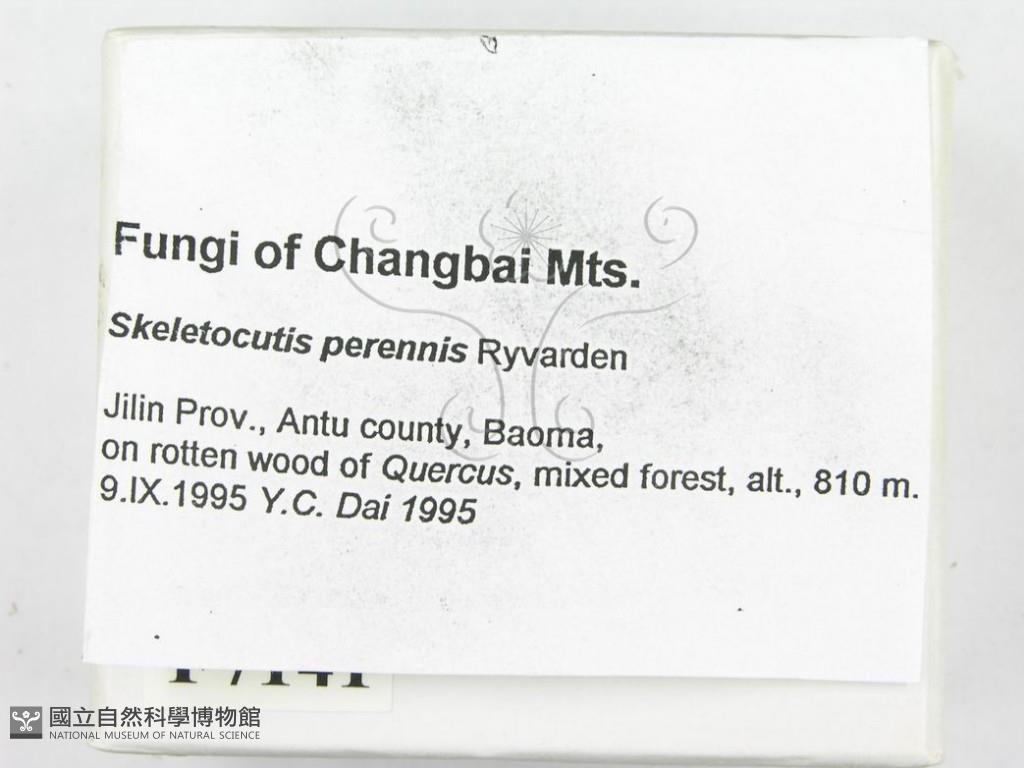 Fungi of Changbai Mts.
Skeletocutis perennis Ryvarden
Jilin Prov., Antu county, Baoma,
on rotten wood of Quercus, mixed forest, alt., 810 m.
9.IX.1995 Y.C. Dai 1995
國立自然科學博物館
NATIONAL MUSEUM OF NATURAL SCIENCE